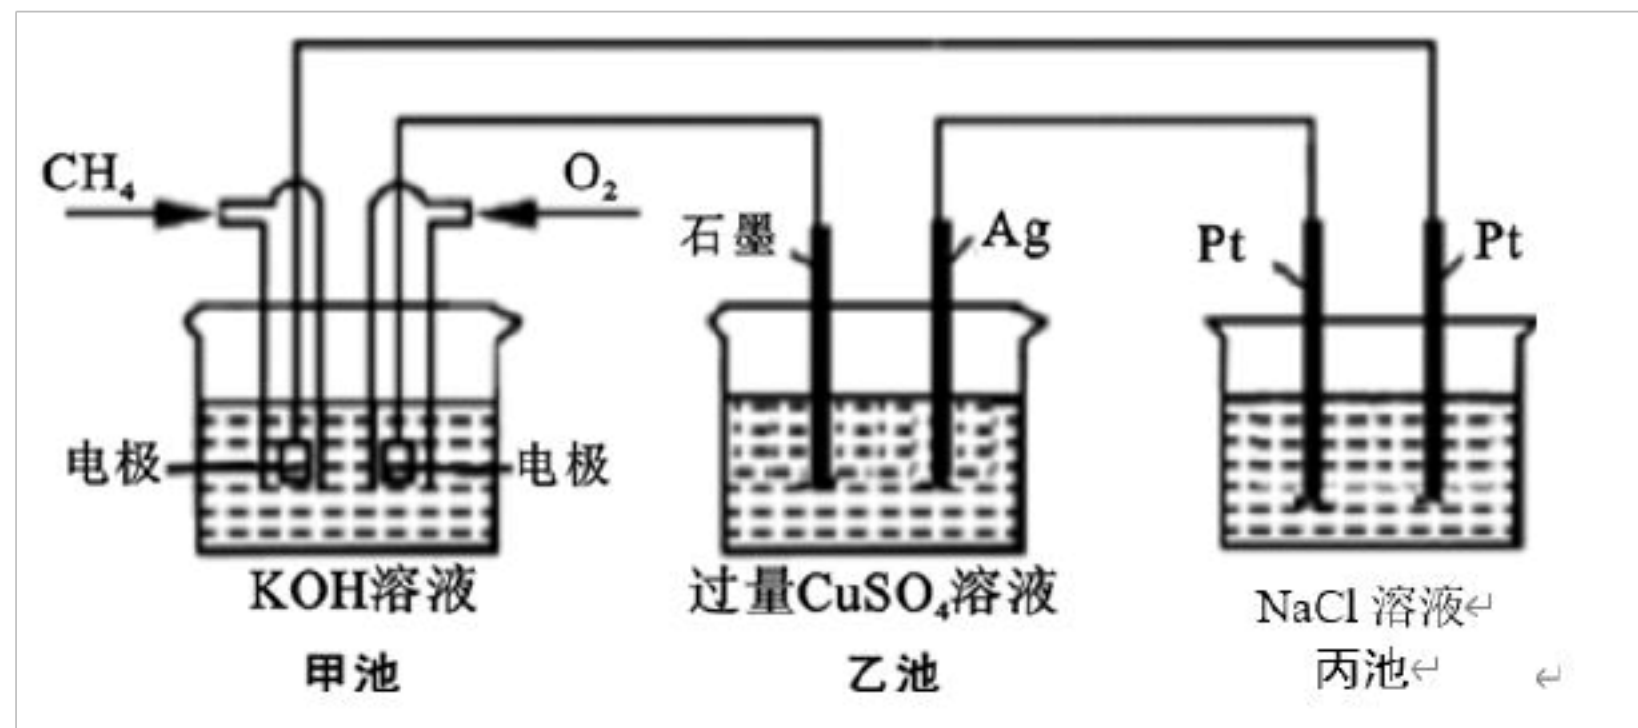 CH₄
O₂
石墨
Ag
Pt
Pt
电极
电极
KOH溶液
过量CuSO₄溶液
NaCl 溶液↵
甲池
乙池
丙池↵
↵